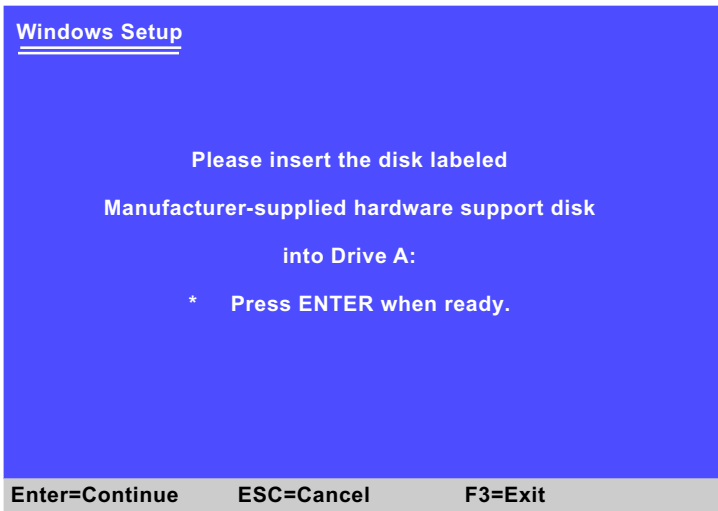 Windows Setup
Please insert the disk labeled
Manufacturer-supplied hardware support disk
into Drive A:
* Press ENTER when ready.
Enter=Continue ESC=Cancel F3=Exit